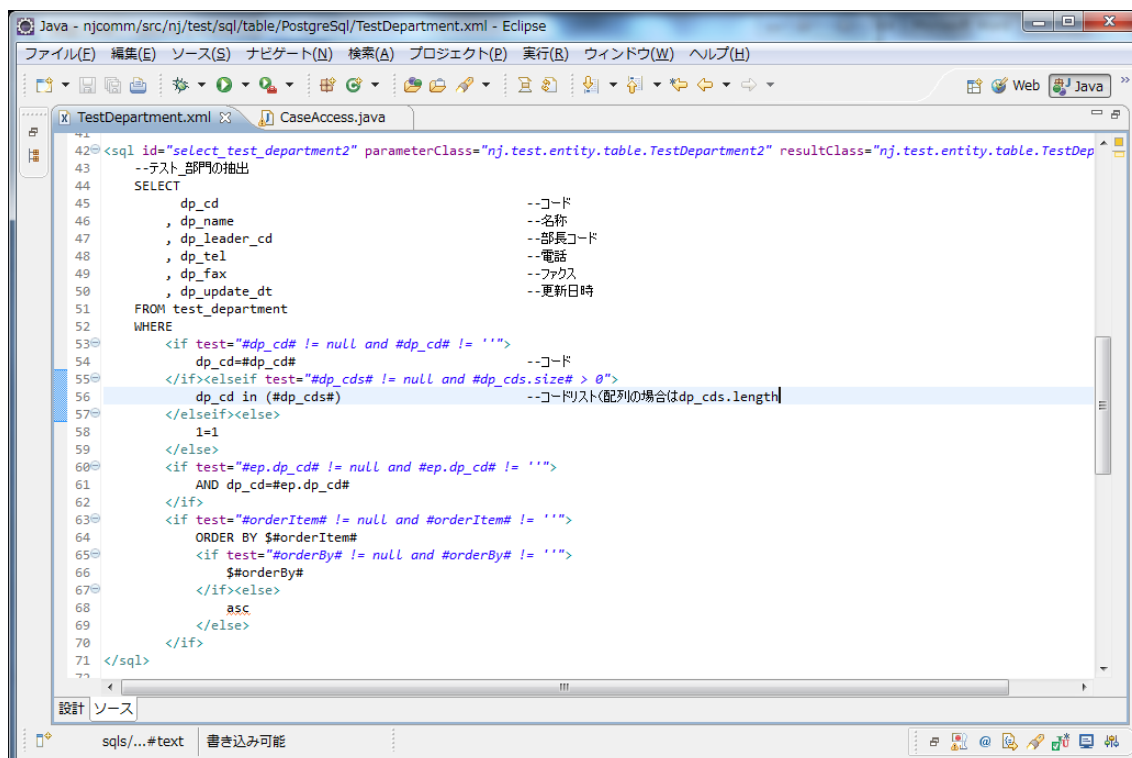 Java - njcomm/src/nj/test/sql/table/PostgreSql/TestDepartment.xml - Eclipse
ファイル(F) 編集(E) ソース(S) ナビゲート(N) 検索(A) プロジェクト(P) 実行(R) ウィンドウ(W) ヘルプ(H)
Web Java
TestDepartment.xml CaseAccess.java
41
42 <sql id="select_test_department2" parameterClass="nj.test.entity.table.TestDepartment2" resultClass="nj.test.entity.table.TestDep
43 --テスト_部門の抽出
44 SELECT
45 dp_cd --コード
46 , dp_name --名称
47 , dp_leader_cd --部長コード
48 , dp_tel --電話
49 , dp_fax --ファクス
50 , dp_update_dt --更新日時
51 FROM test_department
52 WHERE
53 <if test="#dp_cd# != null and #dp_cd# != ''">
54 dp_cd=#dp_cd# --コード
55 </if><elseif test="#dp_cds# != null and #dp_cds.size# > 0">
56 dp_cd in (#dp_cds#) --コードリスト(配列の場合はdp_cds.length
57 </elseif><else>
58 1=1
59 </else>
60 <if test="#ep.dp_cd# != null and #ep.dp_cd# != ''">
61 AND dp_cd=#ep.dp_cd#
62 </if>
63 <if test="#orderItem# != null and #orderItem# != ''">
64 ORDER BY $#orderItem#
65 <if test="#orderBy# != null and #orderBy# != ''">
66 $#orderBy#
67 </if><else>
68 asc
69 </else>
70 </if>
71 </sql>
72
設計 ソース
sqls/...#text 書き込み可能